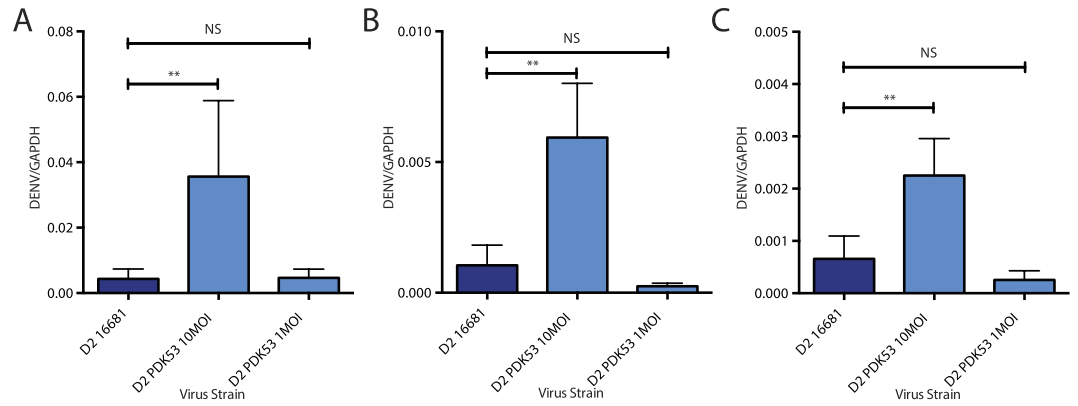 A
DENV/GAPDH
0.08
0.06
0.04
0.02
0.00
NS
**
D2 16681
D2 PDK53 10MOI
D2 PDK53 1MOI
Virus Strain
B
DENV/GAPDH
0.010
0.005
0.000
NS
**
D2 16681
D2 PDK53 10MOI
D2 PDK53 1MOI
Virus Strain
C
DENV/GAPDH
0.005
0.004
0.003
0.002
0.001
0.000
NS
**
D2 16681
D2 PDK53 10MOI
D2 PDK53 1MOI
Virus Strain